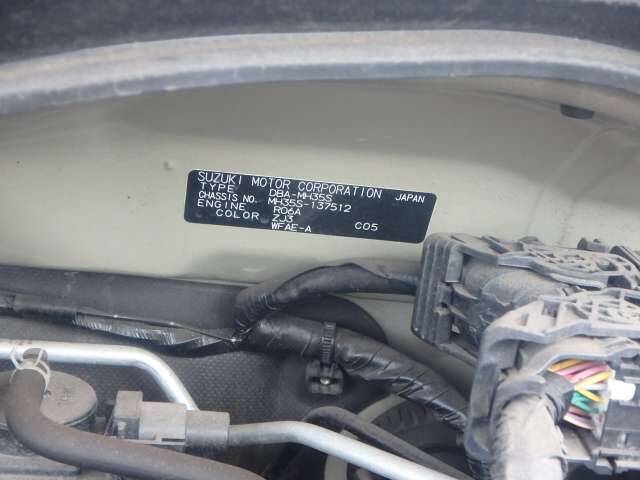 SUZUKI MOTOR CORPORATION JAPAN
TYPE DBA-MH35S
CHASSIS NO. MH35S-137512
ENGINE R06A
COLOR ZJ3 C05
WFAE-A